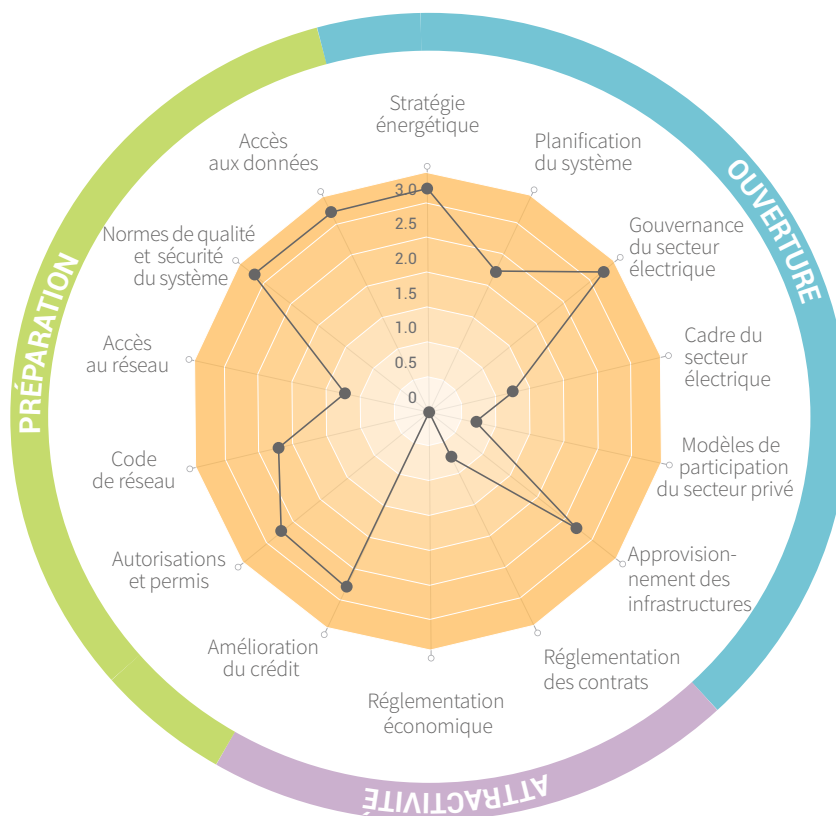 Stratégie
énergétique
Planification
du système
Gouvernance
du secteur
électrique
Cadre du
secteur
électrique
Modèles de
participation
du secteur privé
Approvision-
nement des
infrastructures
Réglementation
des contrats
Réglementation
économique
Amélioration
du crédit
Autorisations
et permis
Code
de réseau
Accès
au réseau
Normes de qualité
et sécurité
du système
Accès
aux données
3.0
2.5
2.0
1.5
1.0
0.5
0
OUVERTURE
ATTRACTIVITÉ
PRÉPARATION